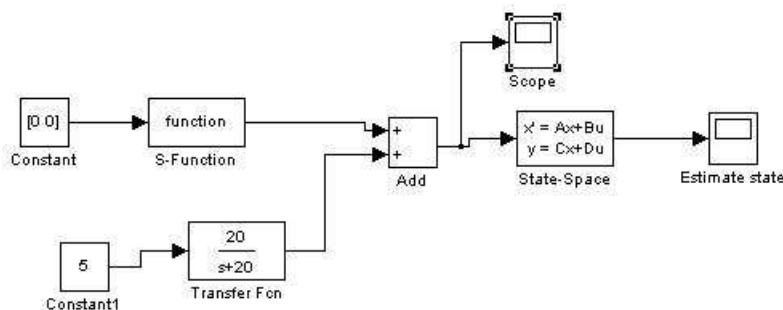 Scope
[0 0]
Constant
function
S-Function
+
+
Add
x' = Ax+Bu
y = Cx+Du
State-Space
Estimate state
5
Constant1
20
s+20
Transfer Fcn